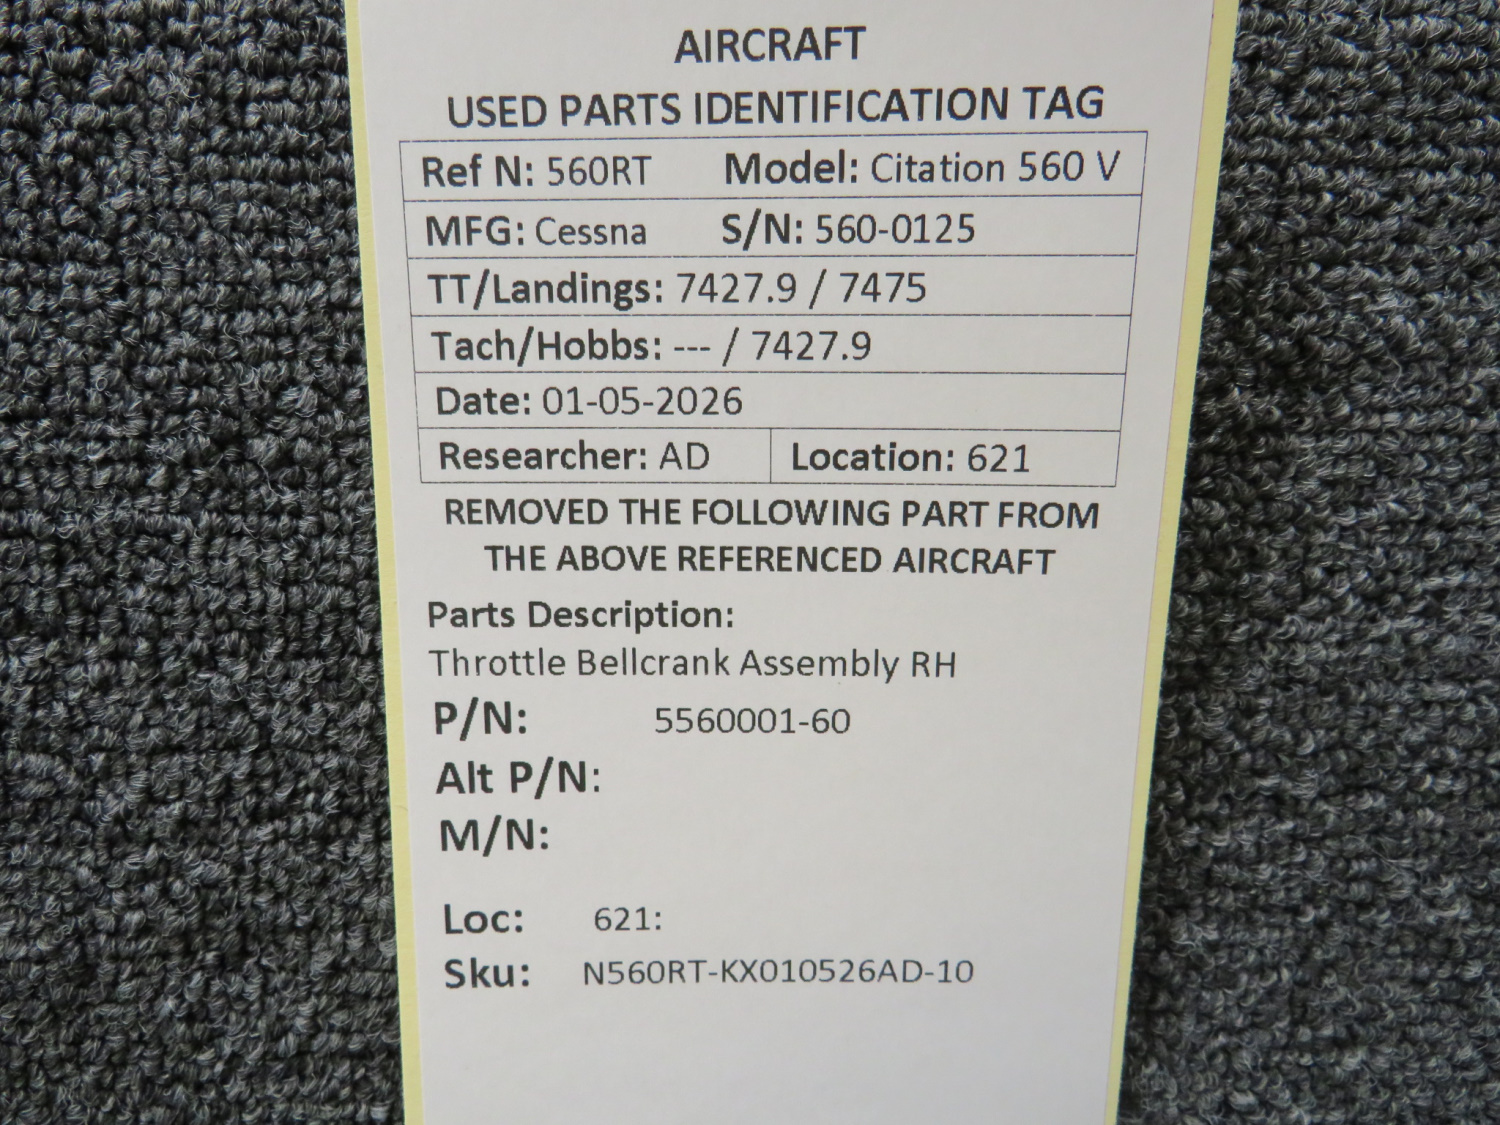 AIRCRAFT
USED PARTS IDENTIFICATION TAG
Ref N: 560RT Model: Citation 560 V
MFG: Cessna S/N: 560-0125
TT/Landings: 7427.9 / 7475
Tach/Hobbs: --- / 7427.9
Date: 01-05-2026
Researcher: AD Location: 621
REMOVED THE FOLLOWING PART FROM
THE ABOVE REFERENCED AIRCRAFT
Parts Description:
Throttle Bellcrank Assembly RH
P/N: 5560001-60
Alt P/N:
M/N:
Loc: 621:
Sku: N560RT-KX010526AD-10